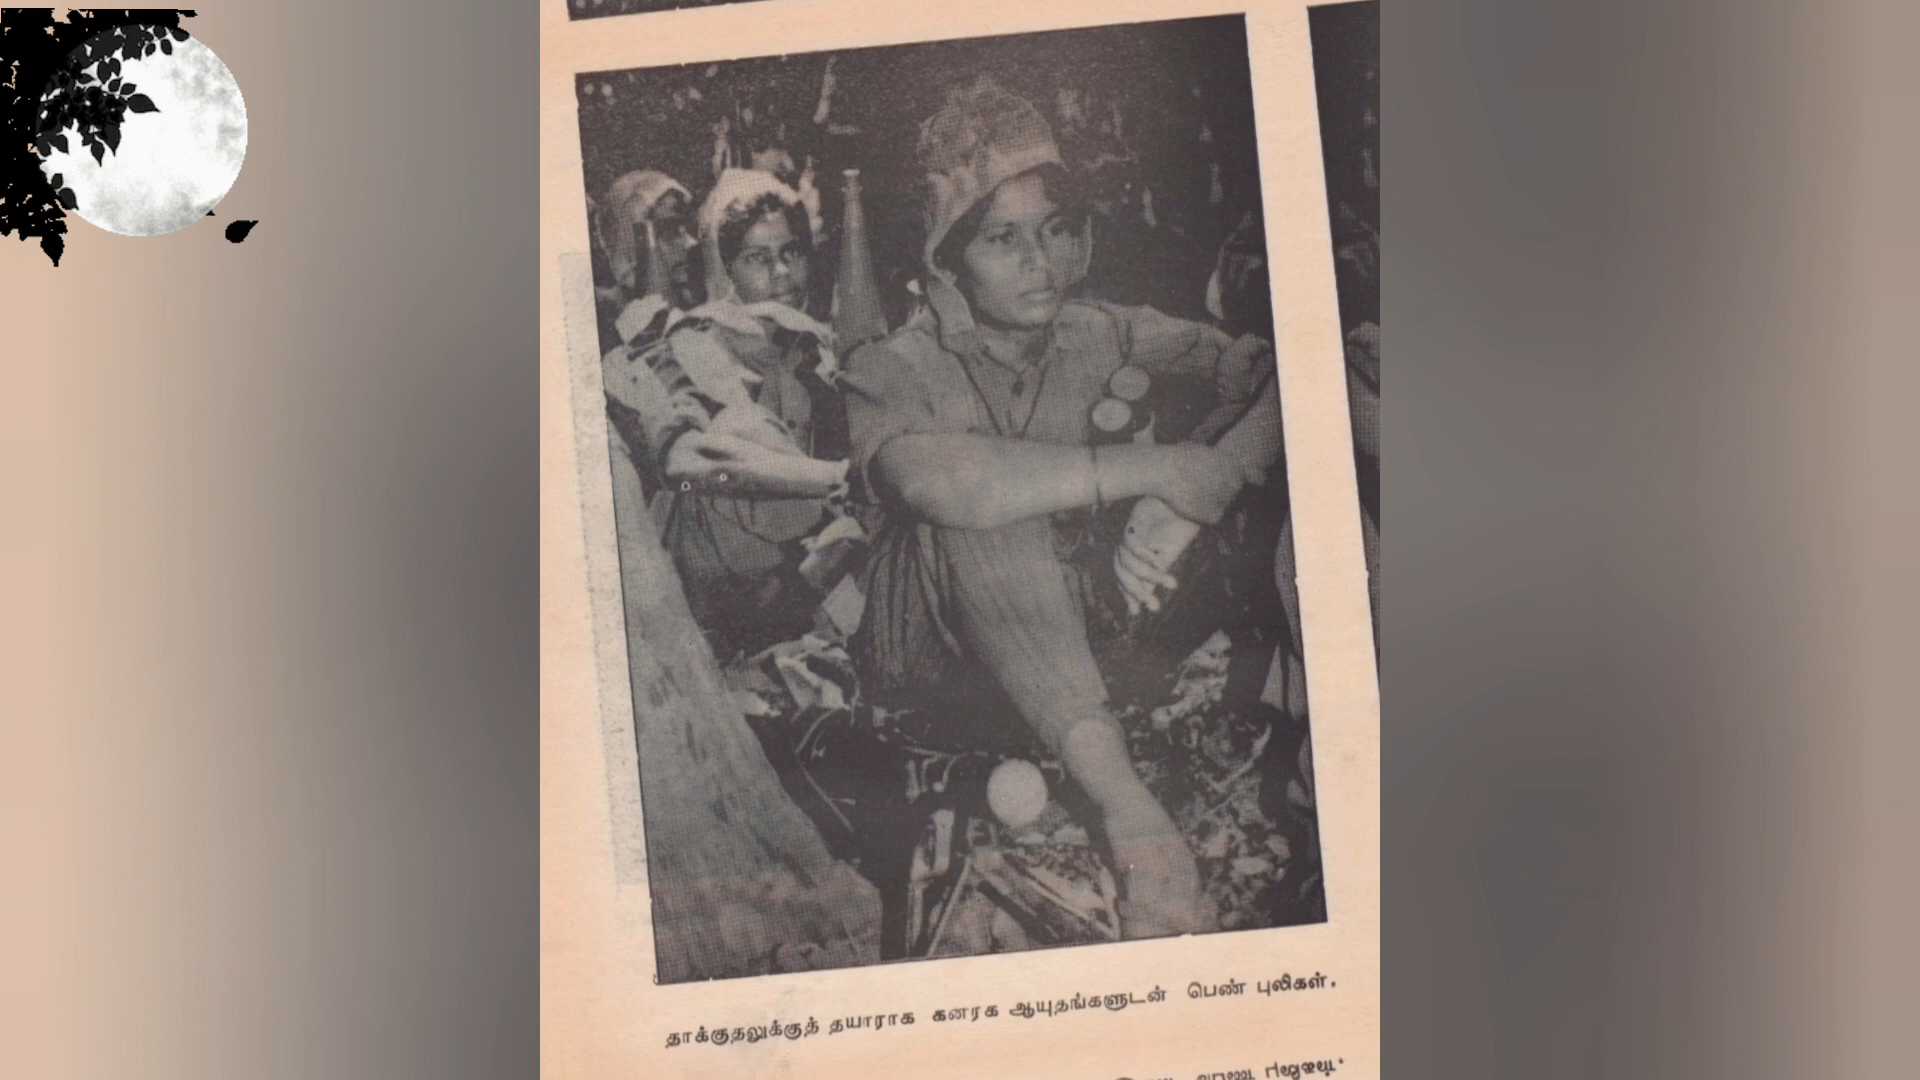 தாக்குதலுக்குத் தயாராக கனரக ஆயுதங்களுடன் பெண் புலிகள்.